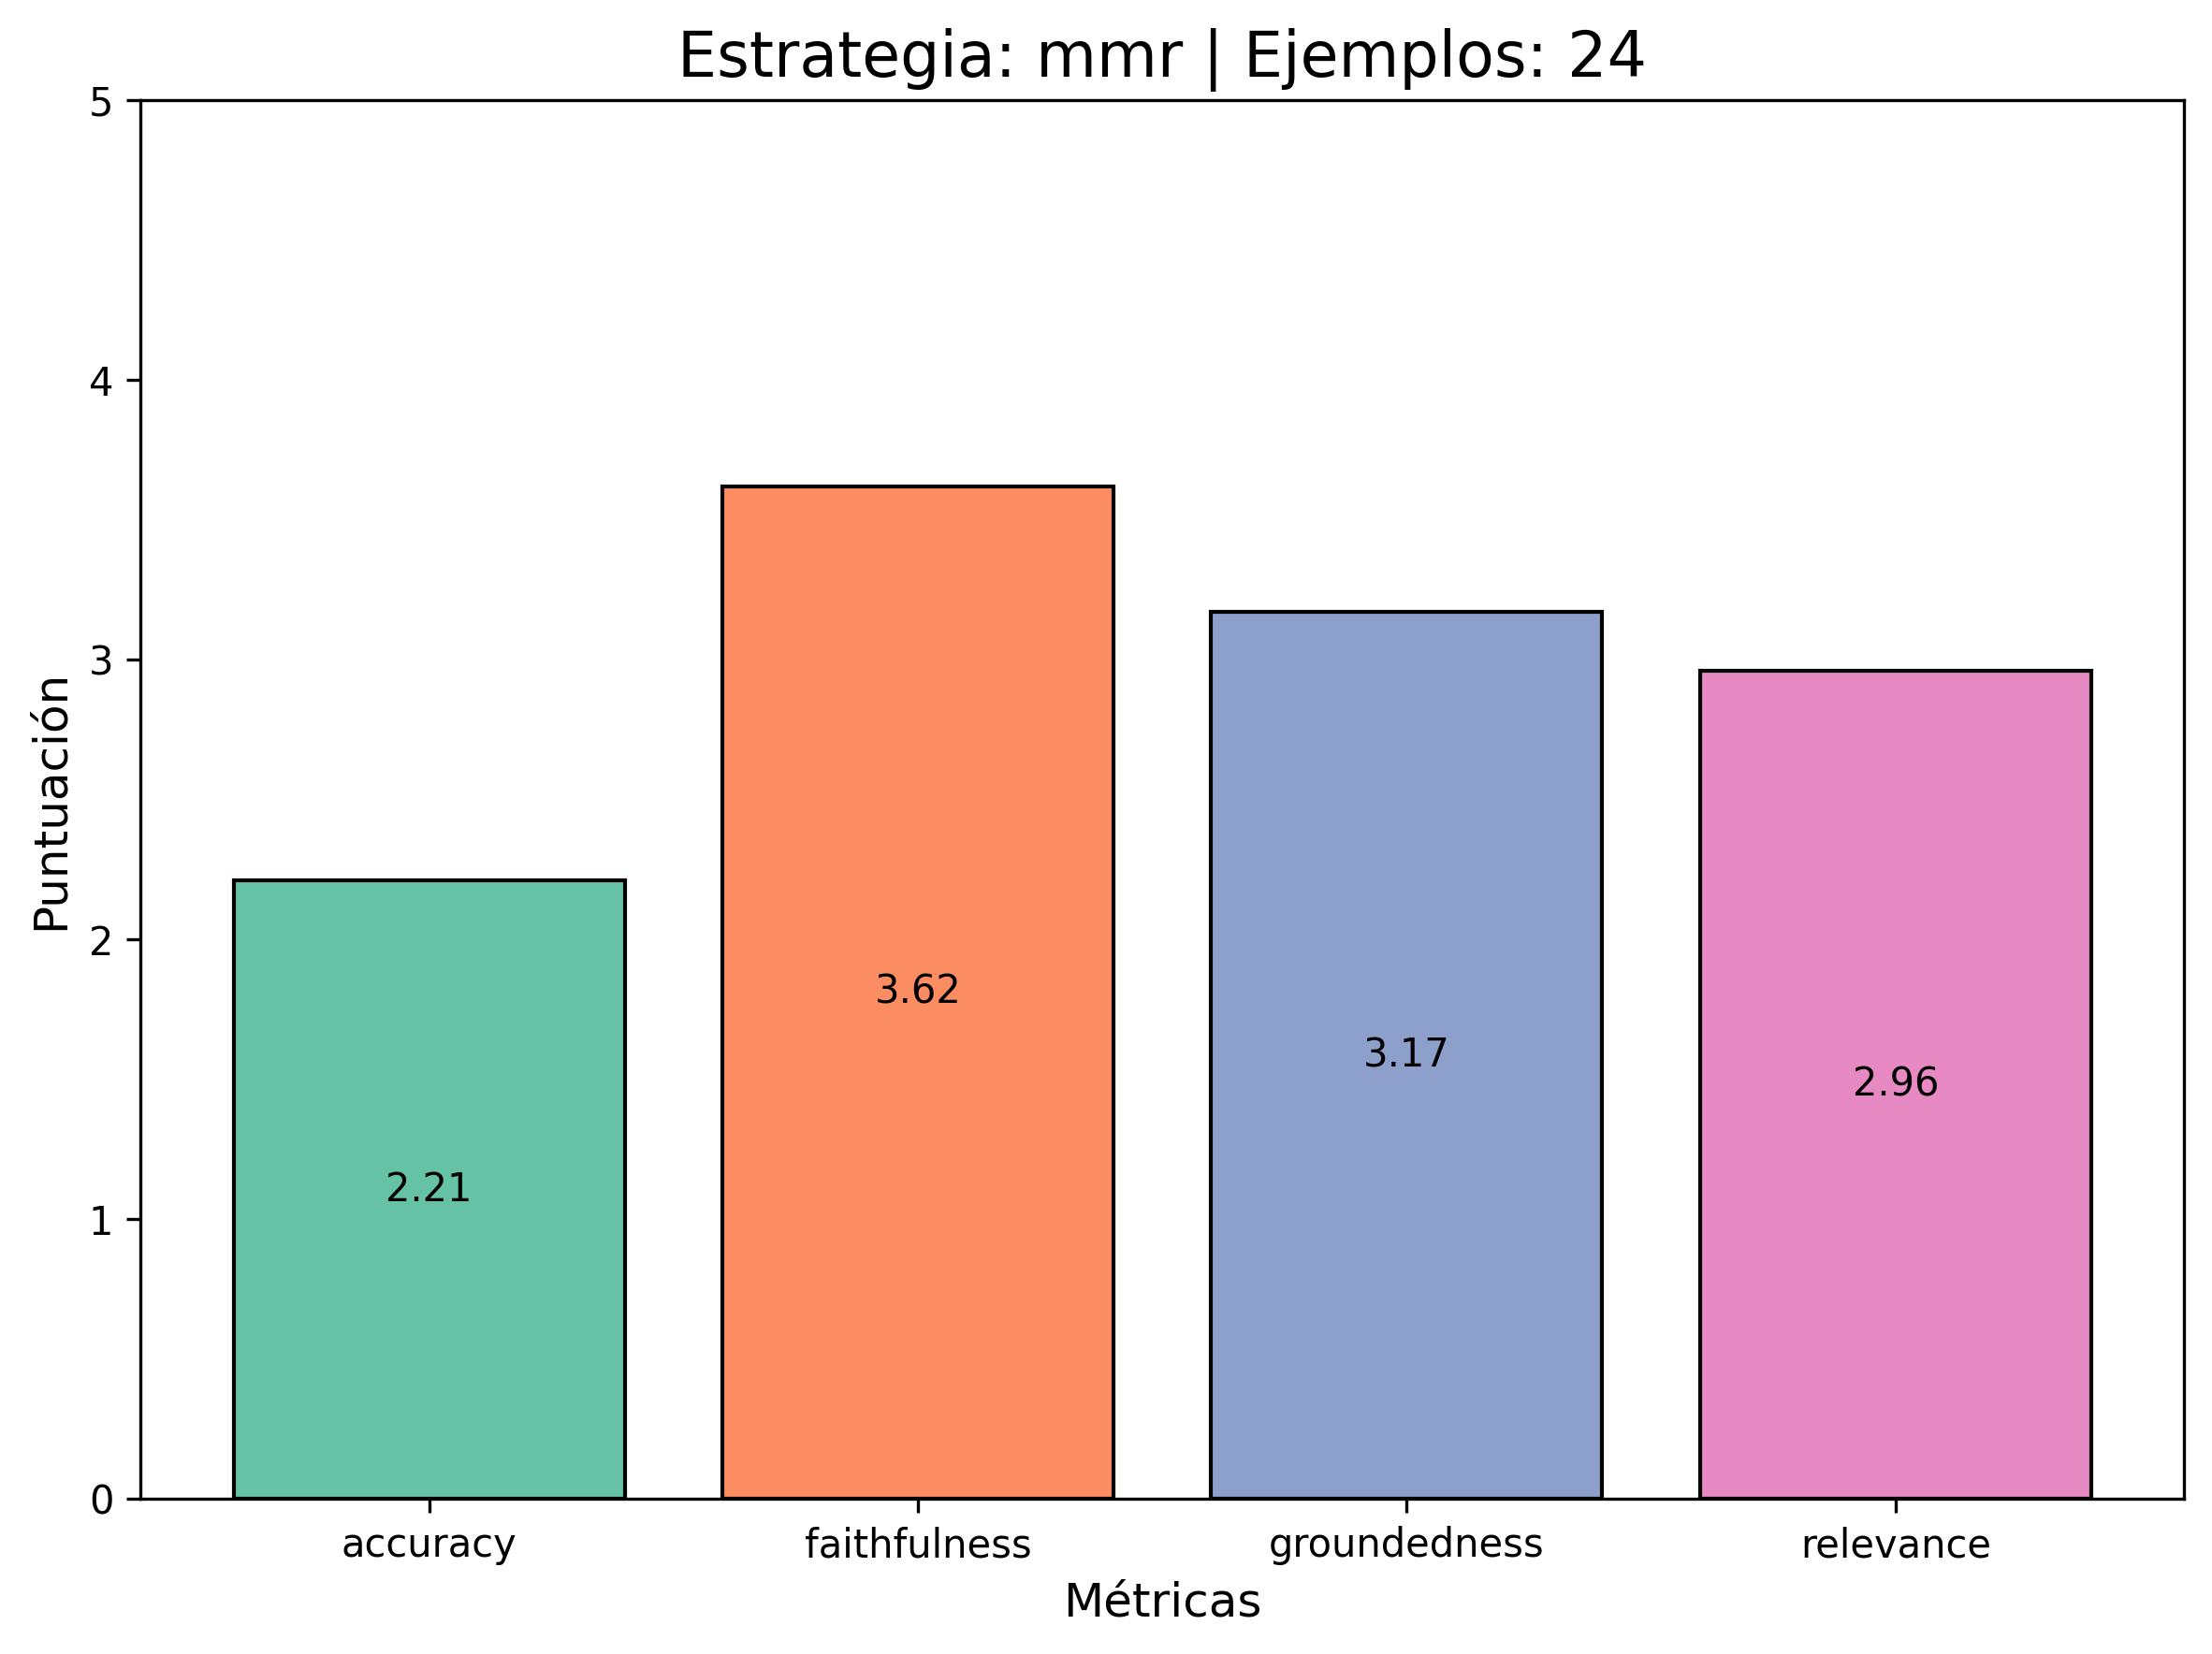 Estrategia: mmr | Ejemplos: 24
Puntuación
5
4
3
2
1
0
2.21
3.62
3.17
2.96
accuracy
faithfulness
groundedness
relevance
Métricas